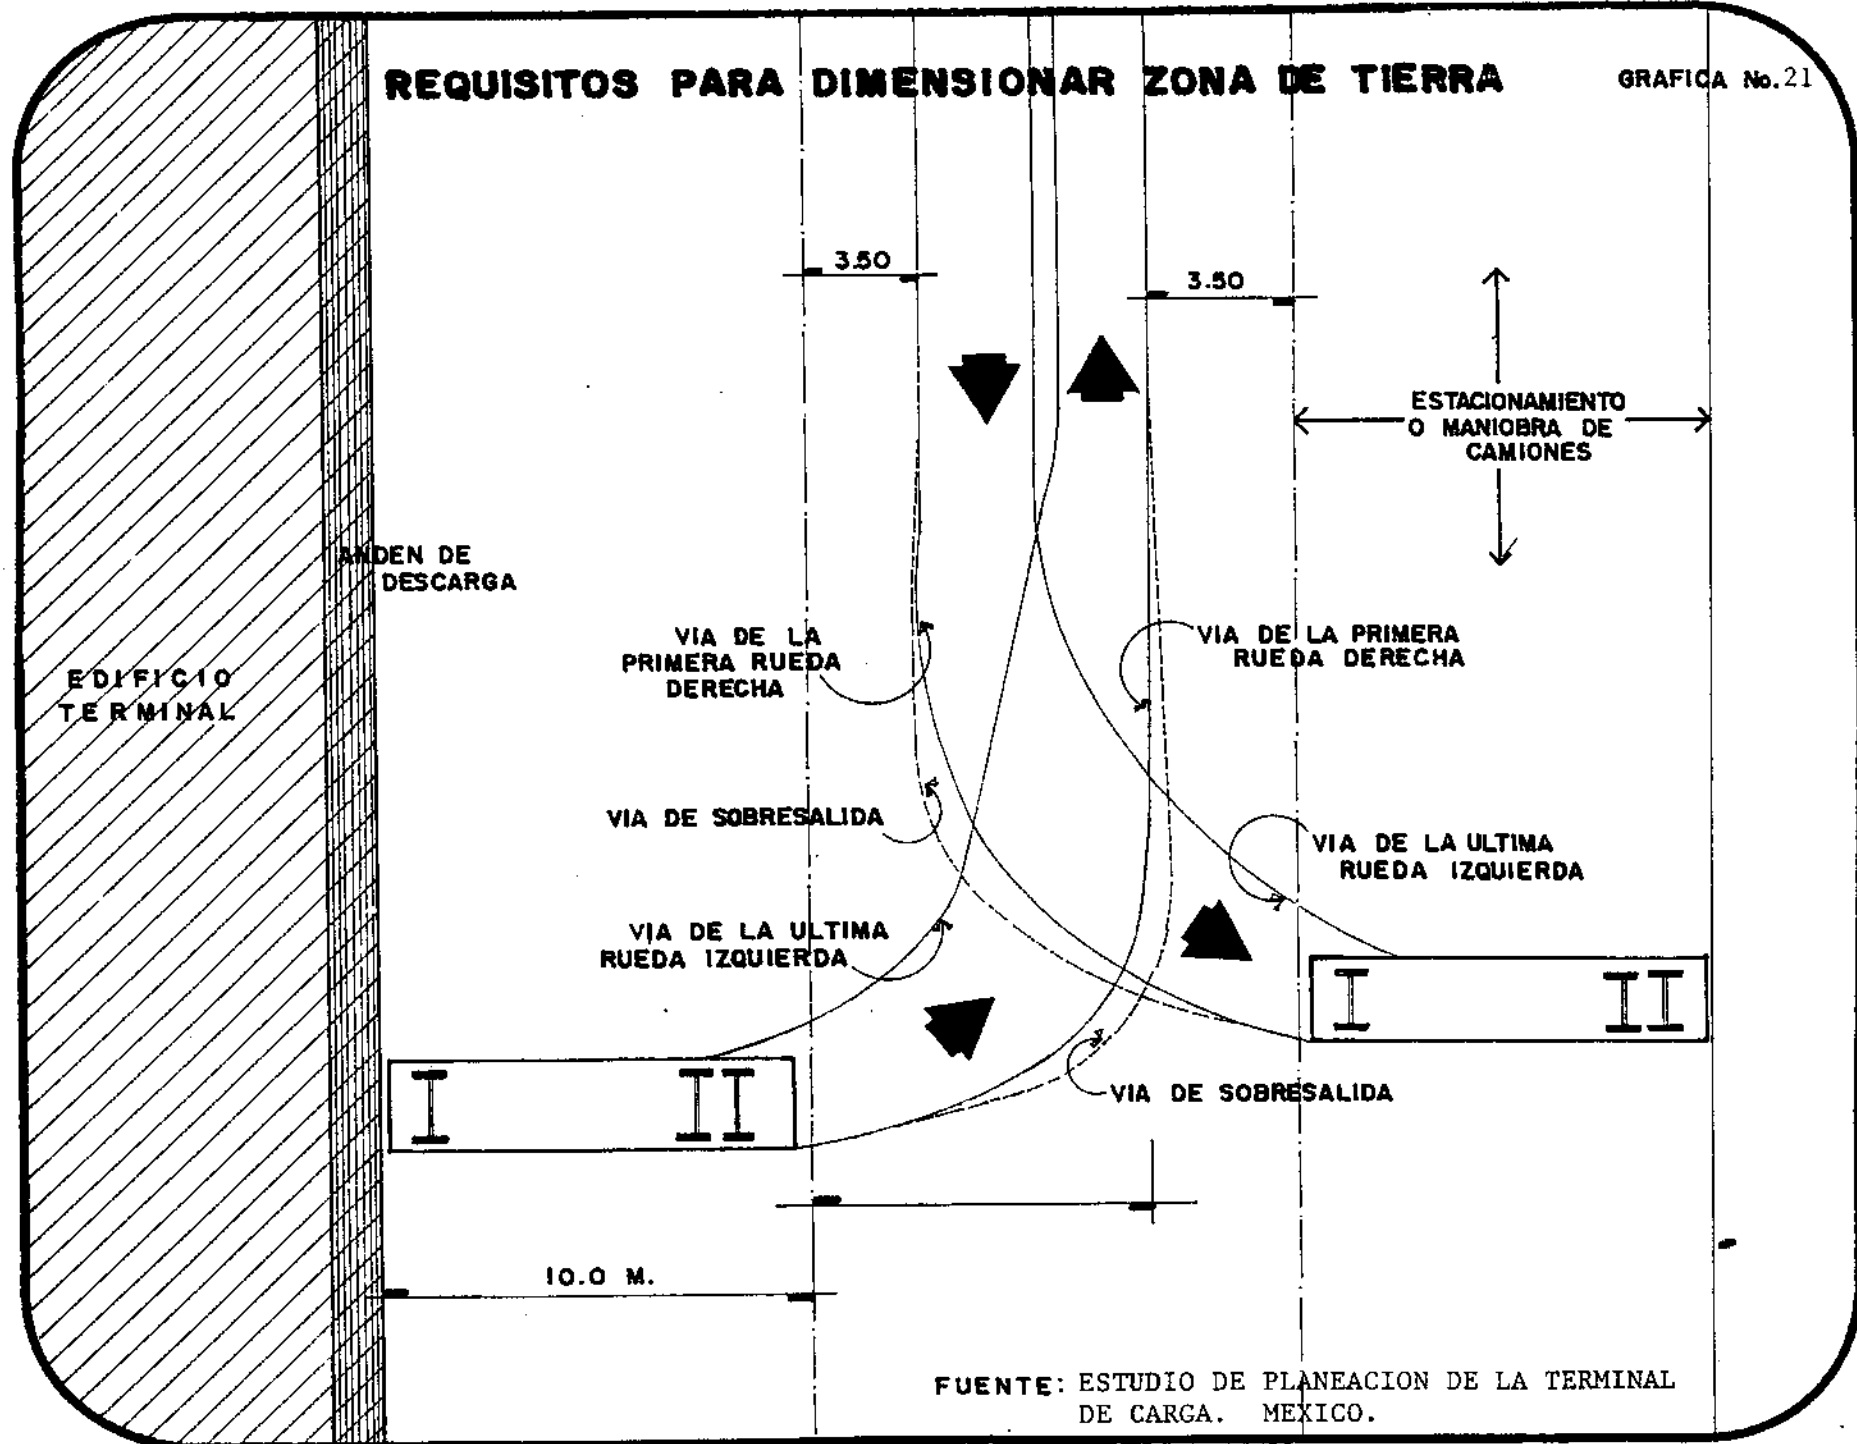 REQUISITOS PARA DIMENSIONAR ZONA DE TIERRA
GRAFICA No.21
3.50
3.50
ESTACIONAMIENTO
O MANIOBRA DE
CAMIONES
ANDEN DE
DESCARGA
EDIFICIO
TERMINAL
VIA DE LA
PRIMERA RUEDA
DERECHA
VIA DE LA PRIMERA
RUEDA DERECHA
VIA DE SOBRESALIDA
VIA DE LA ULTIMA
RUEDA IZQUIERDA
VIA DE LA ULTIMA
RUEDA IZQUIERDA
VIA DE SOBRESALIDA
10.0 M.
FUENTE: ESTUDIO DE PLANEACION DE LA TERMINAL
DE CARGA. MEXICO.